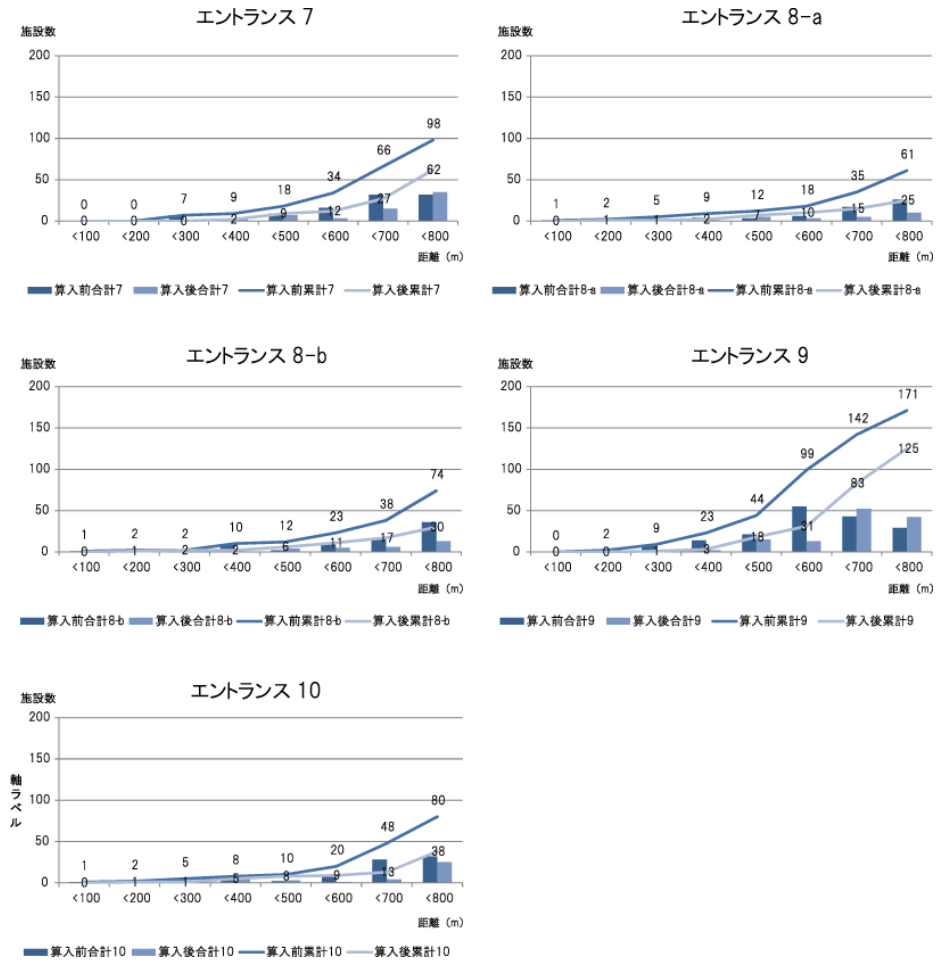 エントランス 7
施設数
200
150
100
50
0
0 0 7 9 18 34 66 98
0 0 0 2 9 12 27 62
<100 <200 <300 <400 <500 <600 <700 <800
距離 (m)
算入前合計7 算入後合計7 算入前累計7 算入後累計7
エントランス 8-a
施設数
200
150
100
50
0
1 2 5 9 12 18 35 61
0 1 1 2 7 10 15 25
<100 <200 <300 <400 <500 <600 <700 <800
距離 (m)
算入前合計8-a 算入後合計8-a 算入前累計8-a 算入後累計8-a
エントランス 8-b
施設数
200
150
100
50
0
1 2 2 10 12 23 38 74
0 1 2 2 6 11 17 30
<100 <200 <300 <400 <500 <600 <700 <800
距離 (m)
算入前合計8-b 算入後合計8-b 算入前累計8-b 算入後累計8-b
エントランス 9
施設数
200
150
100
50
0
0 2 9 23 44 99 142 171
0 0 1 3 18 31 83 125
<100 <200 <300 <400 <500 <600 <700 <800
距離 (m)
算入前合計9 算入後合計9 算入前累計9 算入後累計9
エントランス 10
施設数
軸ラベル
200
150
100
50
0
1 2 5 8 10 20 48 80
0 1 1 5 8 9 13 38
<100 <200 <300 <400 <500 <600 <700 <800
距離 (m)
算入前合計10 算入後合計10 算入前累計10 算入後累計10